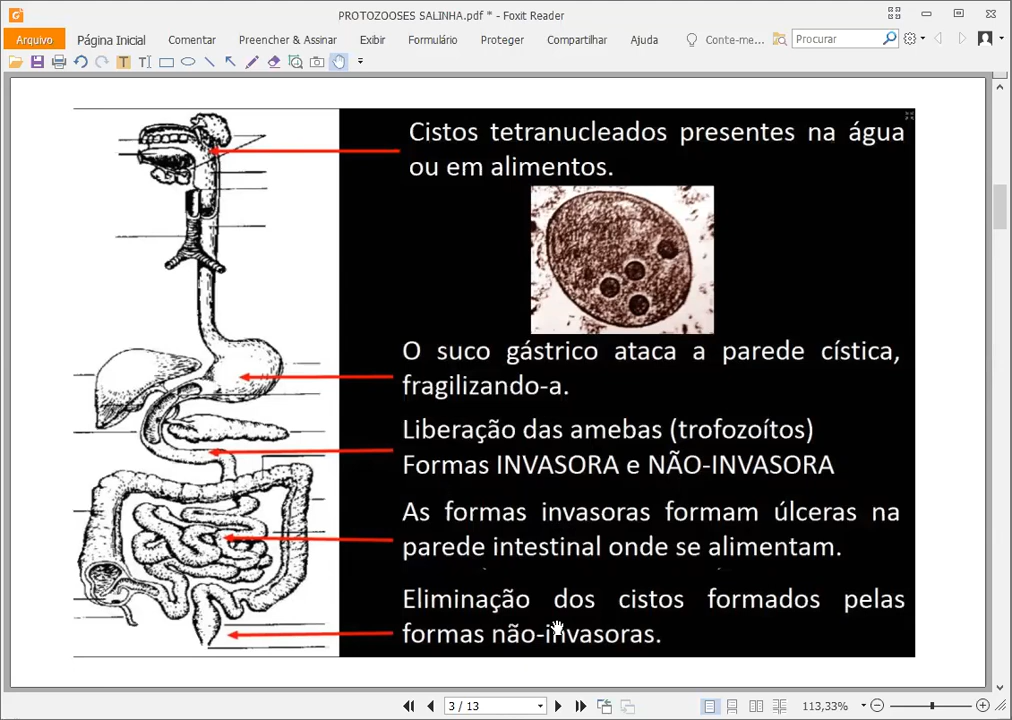 PROTOZOOSES SALINHA.pdf * - Foxit Reader
Arquivo Página Inicial Comentar Preencher & Assinar Exibir Formulário Proteger Compartilhar Ajuda Conte-me... Procurar
Cistos tetranucleados presentes na água
ou em alimentos.
O suco gástrico ataca a parede cística,
fragilizando-a.
Liberação das amebas (trofozoítos)
Formas INVASORA e NÃO-INVASORA
As formas invasoras formam úlceras na
parede intestinal onde se alimentam.
Eliminação dos cistos formados pelas
formas não-invasoras.
3 / 13 113,33%